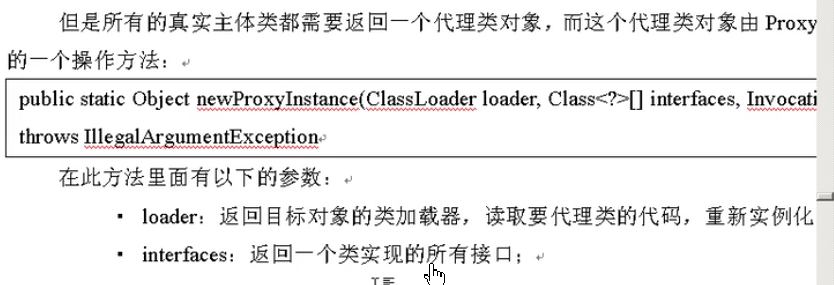 但是所有的真实主体类都需要返回一个代理类对象，而这个代理类对象由 Proxy
的一个操作方法：
public static Object newProxyInstance(ClassLoader loader, Class<?>[] interfaces, Invocati
throws IllegalArgumentException
在此方法里面有以下的参数：
▪ loader：返回目标对象的类加载器，读取要代理类的代码，重新实例化
▪ interfaces：返回一个类实现的所有接口；